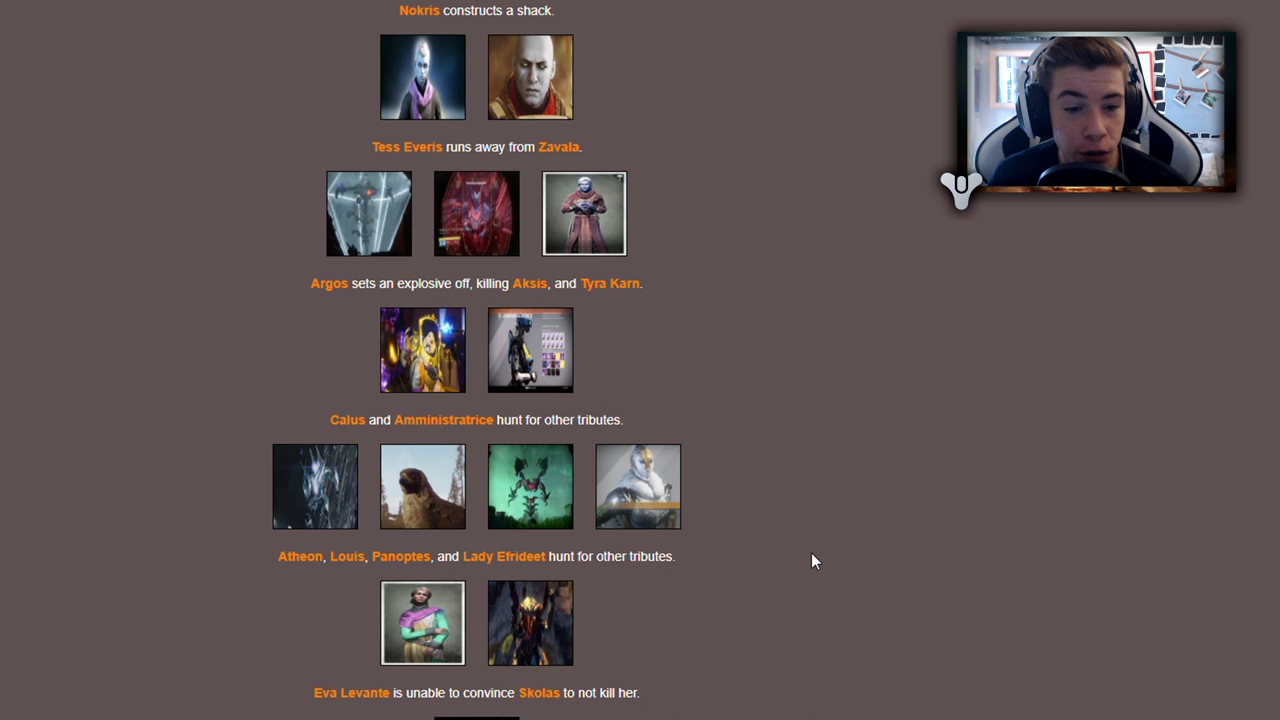 Nokris constructs a shack.
Tess Everis runs away from Zavala.
Argos sets an explosive off, killing Aksis, and Tyra Karn.
Calus and Amministratrice hunt for other tributes.
Atheon, Louis, Panoptes, and Lady Efrideet hunt for other tributes.
Eva Levante is unable to convince Skolas to not kill her.